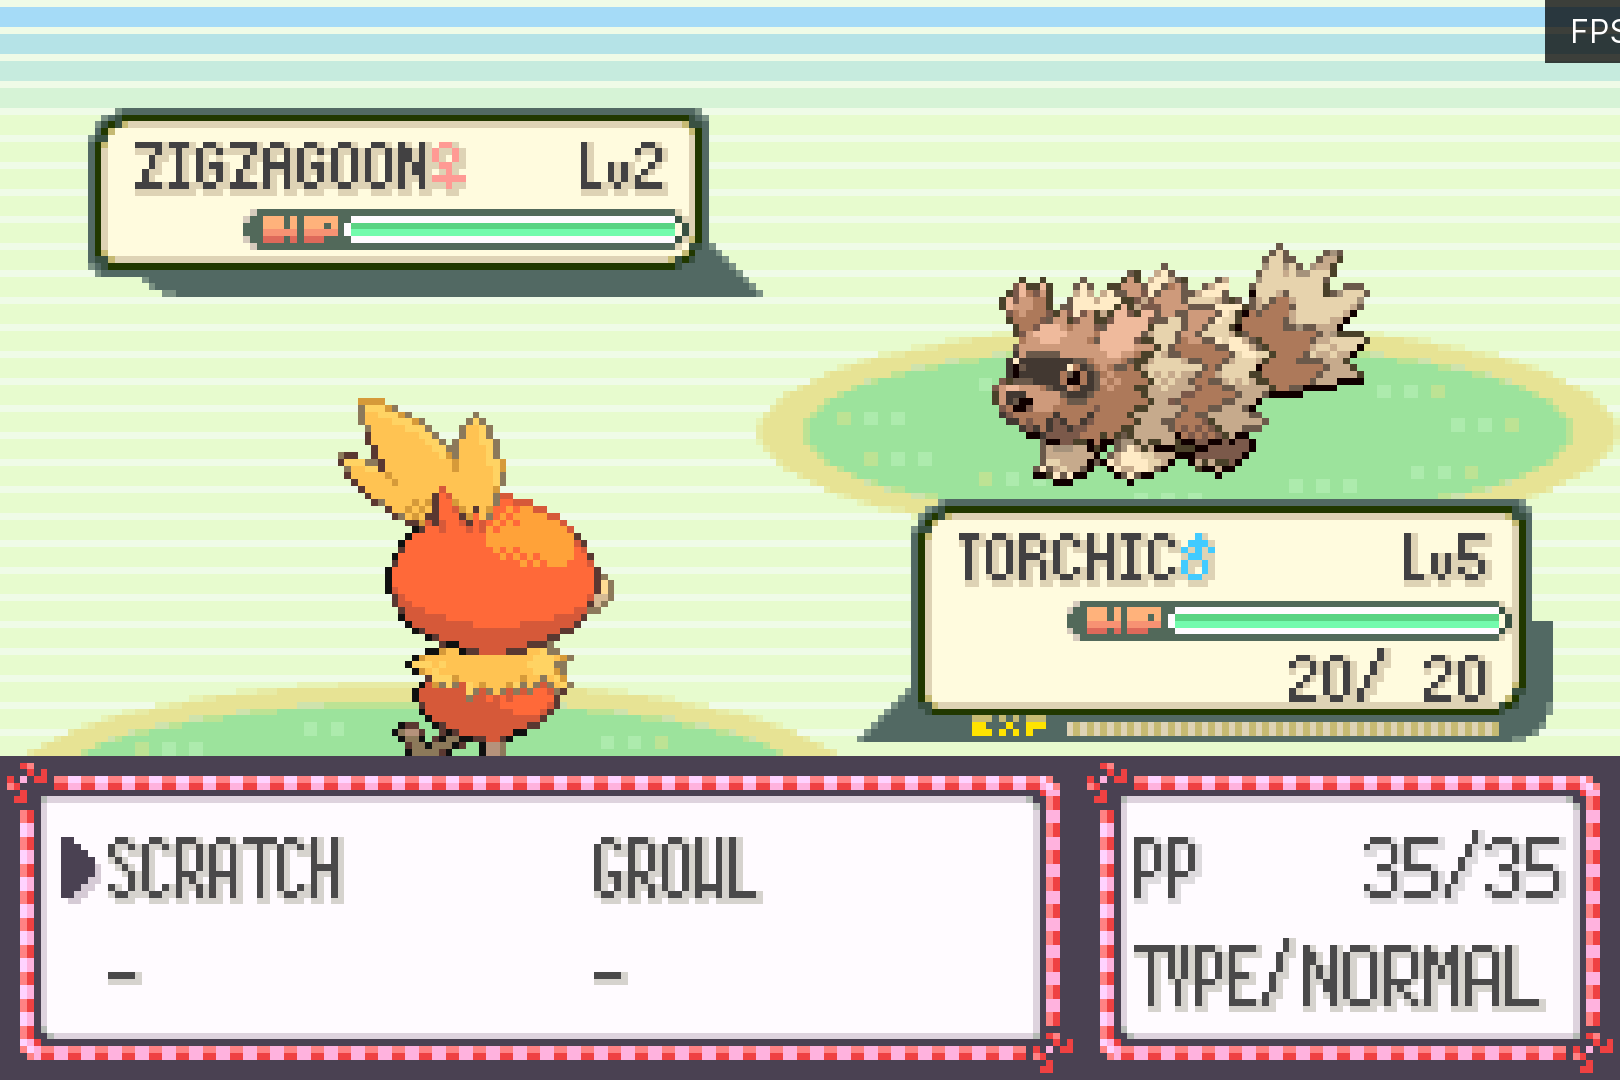 FPS
ZIGZAGOON♀ Lv2
HP
TORCHIC♂ Lv5
HP
20/ 20
EXP
SCRATCH GROWL
- -
PP 35/35
TYPE/NORMAL